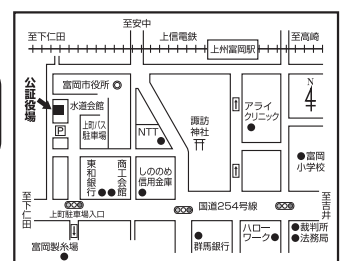 至安中
至下仁田
上信電鉄
至高崎
上州富岡駅
公証役場
富岡市役所
水道会館
P
上町バス
駐車場
NTT
諏訪
神社
アライ
クリニック
N
東和銀行
商工会館
しののめ
信用金庫
富岡
小学校
至下仁田
国道254号線
至吉井
上町駐車場入口
富岡製糸場
群馬銀行
ハロー
ワーク
裁判所
法務局